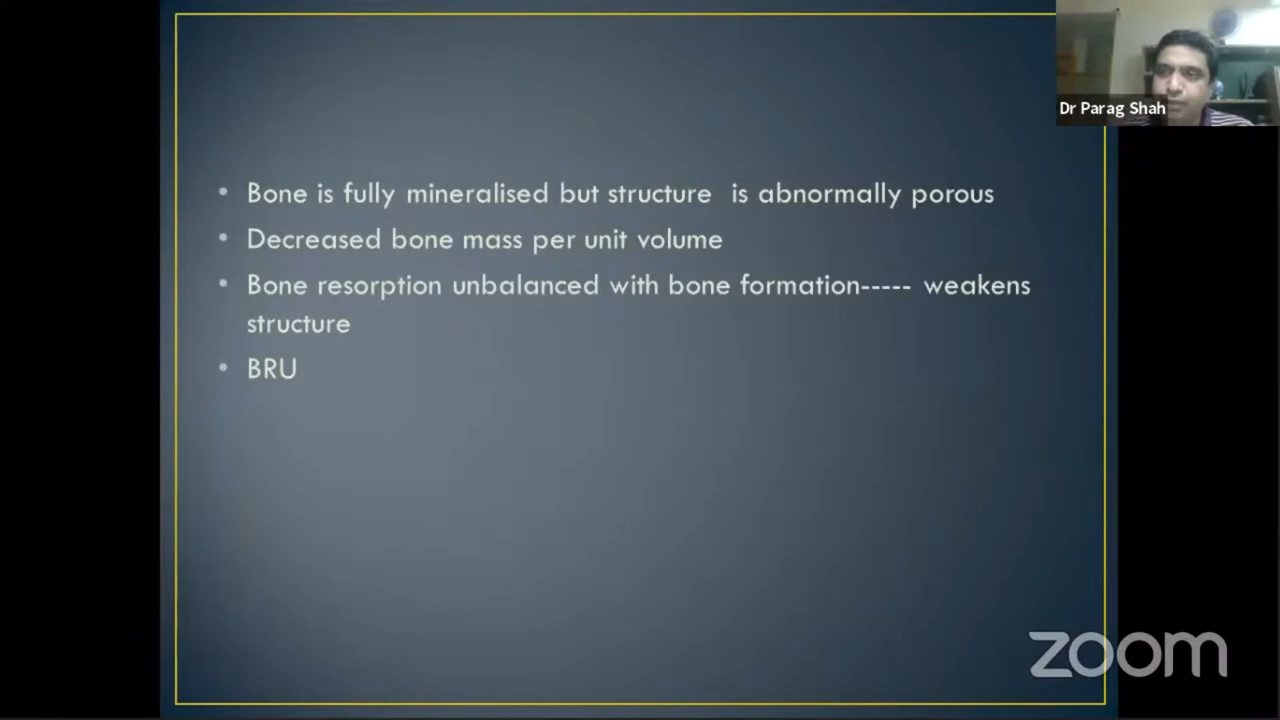 Dr Parag Shah
• Bone is fully mineralised but structure is abnormally porous
• Decreased bone mass per unit volume
• Bone resorption unbalanced with bone formation----- weakens
structure
• BRU
zoom